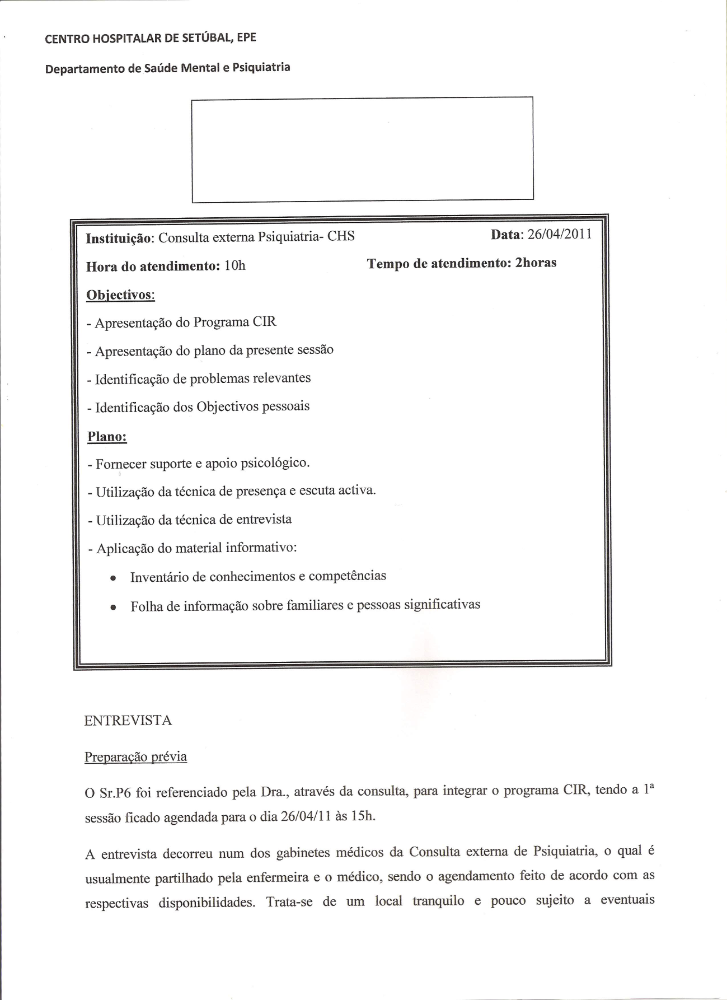 CENTRO HOSPITALAR DE SETÚBAL, EPE
Departamento de Saúde Mental e Psiquiatria
Instituição: Consulta externa Psiquiatria- CHS Data: 26/04/2011
Hora do atendimento: 10h Tempo de atendimento: 2horas
Objectivos:
- Apresentação do Programa CIR
- Apresentação do plano da presente sessão
- Identificação de problemas relevantes
- Identificação dos Objectivos pessoais
Plano:
- Fornecer suporte e apoio psicológico.
- Utilização da técnica de presença e escuta activa.
- Utilização da técnica de entrevista
- Aplicação do material informativo:
• Inventário de conhecimentos e competências
• Folha de informação sobre familiares e pessoas significativas
ENTREVISTA
Preparação prévia
O Sr.P6 foi referenciado pela Dra., através da consulta, para integrar o programa CIR, tendo a 1ª
sessão ficado agendada para o dia 26/04/11 às 15h.
A entrevista decorreu num dos gabinetes médicos da Consulta externa de Psiquiatria, o qual é
usualmente partilhado pela enfermeira e o médico, sendo o agendamento feito de acordo com as
respectivas disponibilidades. Trata-se de um local tranquilo e pouco sujeito a eventuais